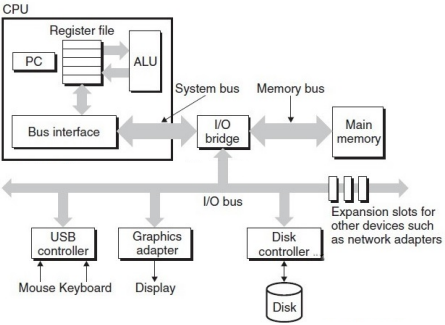 CPU
Register file
PC
ALU
System bus
Memory bus
Bus interface
I/O
bridge
Main
memory
I/O bus
Expansion slots for
other devices such
as network adapters
USB
controller
Graphics
adapter
Disk
controller ...
Mouse Keyboard
Display
Disk